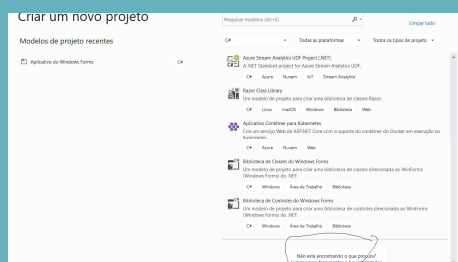 Criar um novo projeto
Pesquisar modelos (Alt+S)
Limpar tudo
Modelos de projeto recentes
C#
Todas as plataformas
Todos os tipos de projeto
Aplicativo do Windows Forms
C#
Azure Stream Analytics UDF Project (.NET)
A .NET Standard project for Azure Stream Analytics UDF.
C# Azure Nuvem IoT Stream Analytics
Razor Class Library
Um modelo de projeto para criar uma biblioteca de classes Razor.
C# Linux macOS Windows Biblioteca Web
Aplicativo Contêiner para Kubernetes
Crie um serviço Web de ASP.NET Core com o suporte do contêiner do Docker em execução no
Kubernetes
C# Azure Nuvem Web
Biblioteca de Classes do Windows Forms
Um modelo de projeto para criar uma biblioteca de classes direcionada ao WinForms
(Windows Forms) do .NET.
C# Windows Área de Trabalho Biblioteca
Biblioteca de Controles do Windows Forms
Um modelo de projeto para criar uma biblioteca de controles direcionada ao WinForms
(Windows Forms) do .NET.
C# Windows Área de Trabalho Biblioteca
Não está encontrando o que procura?